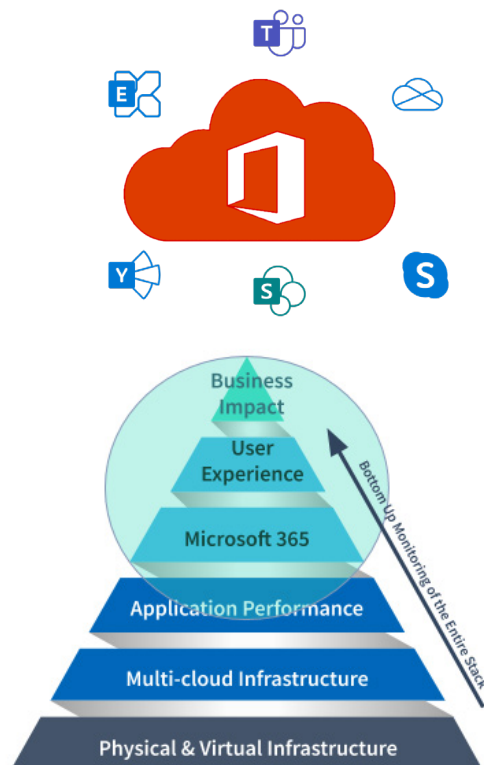 T
E
Y
S
S
Business
Impact
User
Experience
Microsoft 365
Application Performance
Multi-cloud Infrastructure
Physical & Virtual Infrastructure
Bottom Up Monitoring of the Entire Stack